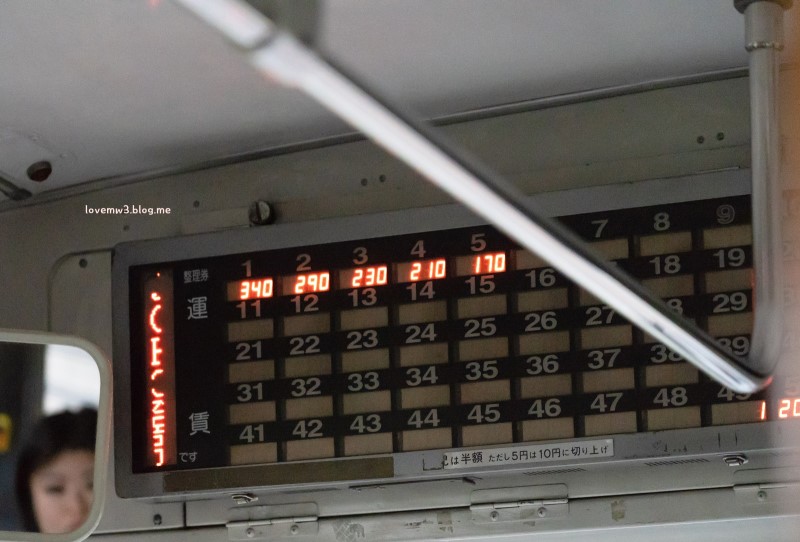 lovemw3.blog.me
整理券 1 2 3 4 5 7 8 9
340 290 230 210 170
運
11 12 13 14 15 16 18 19
21 22 23 24 25 26 27 29
31 32 33 34 35 36 37 38 39
賃
41 42 43 44 45 46 47 48 49
です
は半額 ただし5円は10円に切り上げ